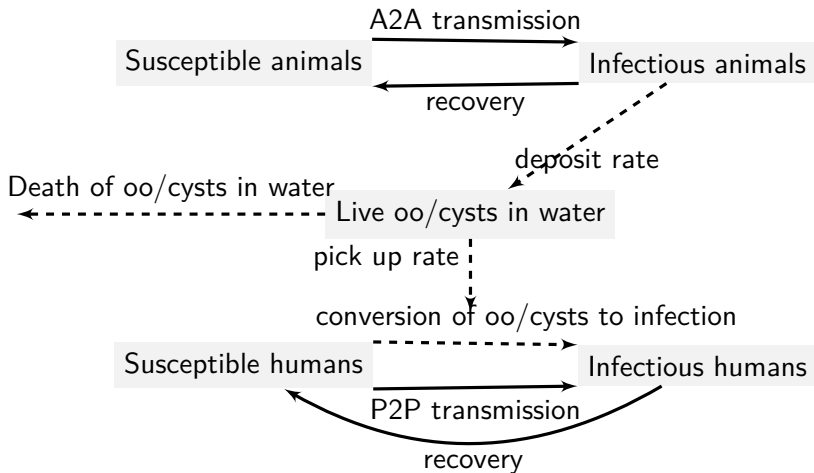 A2A transmission
Susceptible animals
Infectious animals
recovery
deposit rate
Death of oo/cysts in water
Live oo/cysts in water
pick up rate
conversion of oo/cysts to infection
Susceptible humans
Infectious humans
P2P transmission
recovery